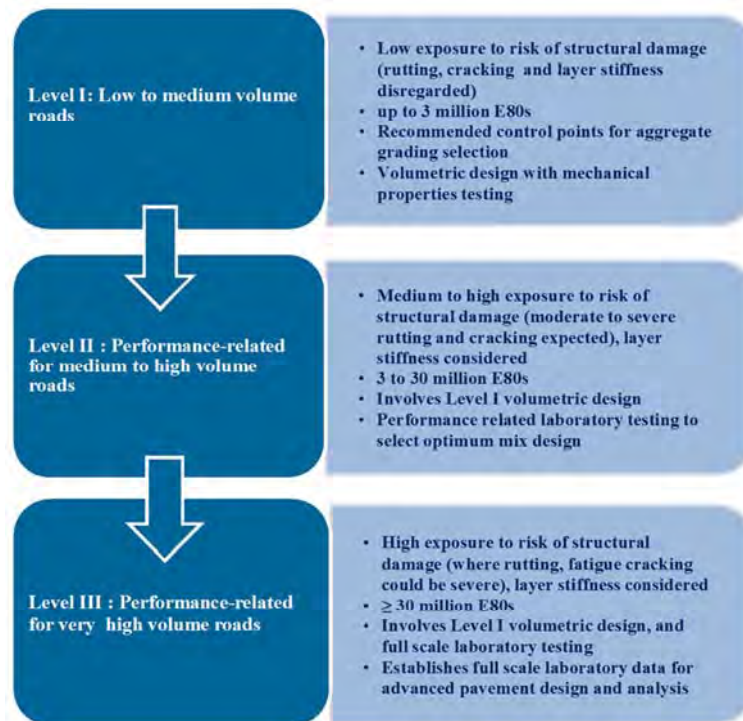 Level I: Low to medium volume
roads
• Low exposure to risk of structural damage
(rutting, cracking and layer stiffness
disregarded)
• up to 3 million E80s
• Recommended control points for aggregate
grading selection
• Volumetric design with mechanical
properties testing
Level II : Performance-related
for medium to high volume
roads
• Medium to high exposure to risk of
structural damage (moderate to severe
rutting and cracking expected), layer
stiffness considered
• 3 to 30 million E80s
• Involves Level I volumetric design
• Performance related laboratory testing to
select optimum mix design
Level III : Performance-related
for very high volume roads
• High exposure to risk of structural
damage (where rutting, fatigue cracking
could be severe), layer stiffness considered
• ≥ 30 million E80s
• Involves Level I volumetric design, and
full scale laboratory testing
• Establishes full scale laboratory data for
advanced pavement design and analysis